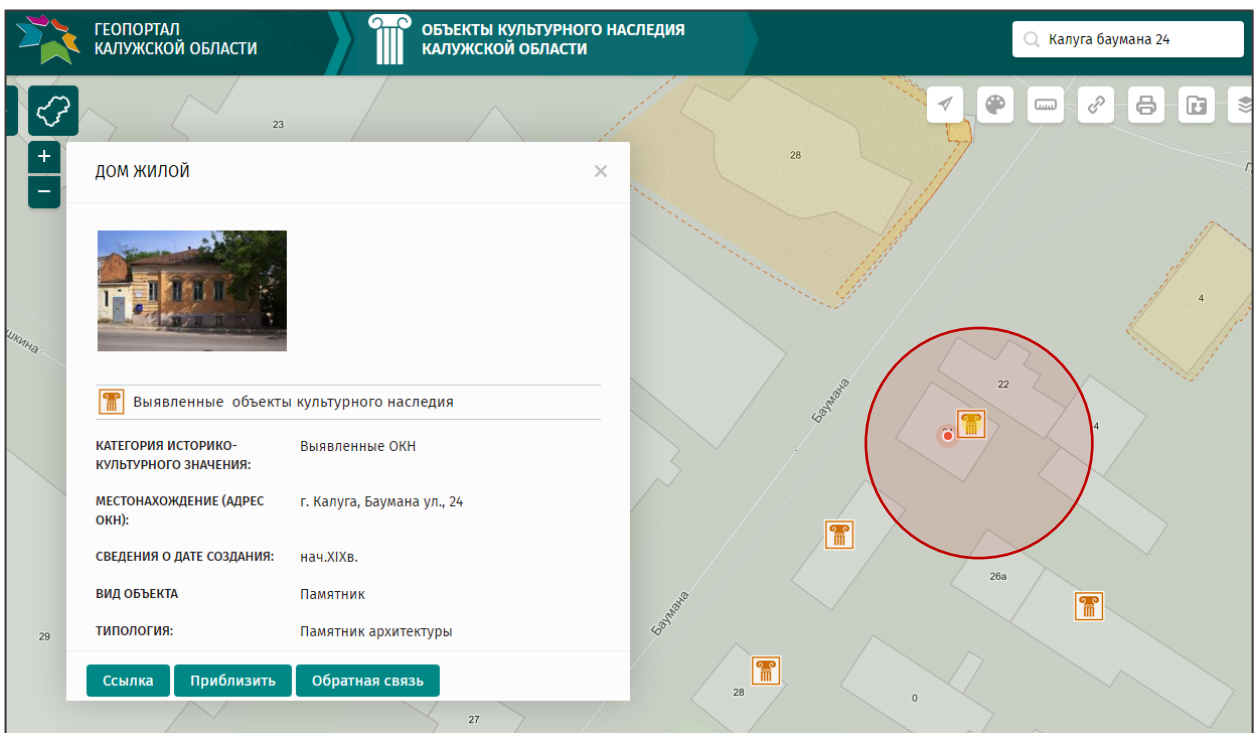 ГЕОПОРТАЛ
КАЛУЖСКОЙ ОБЛАСТИ
ОБЪЕКТЫ КУЛЬТУРНОГО НАСЛЕДИЯ
КАЛУЖСКОЙ ОБЛАСТИ
Калуга баумана 24
23
28
+
−
ДОМ ЖИЛОЙ
×
4
Баумана
22
4
Выявленные объекты культурного наследия
КАТЕГОРИЯ ИСТОРИКО-
КУЛЬТУРНОГО ЗНАЧЕНИЯ:
Выявленные ОКН
МЕСТОНАХОЖДЕНИЕ (АДРЕС
ОКН):
г. Калуга, Баумана ул., 24
СВЕДЕНИЯ О ДАТЕ СОЗДАНИЯ:
нач.XIXв.
ВИД ОБЪЕКТА
Памятник
ТИПОЛОГИЯ:
Памятник архитектуры
26а
Баумана
29
Ссылка
Приблизить
Обратная связь
28
0
27